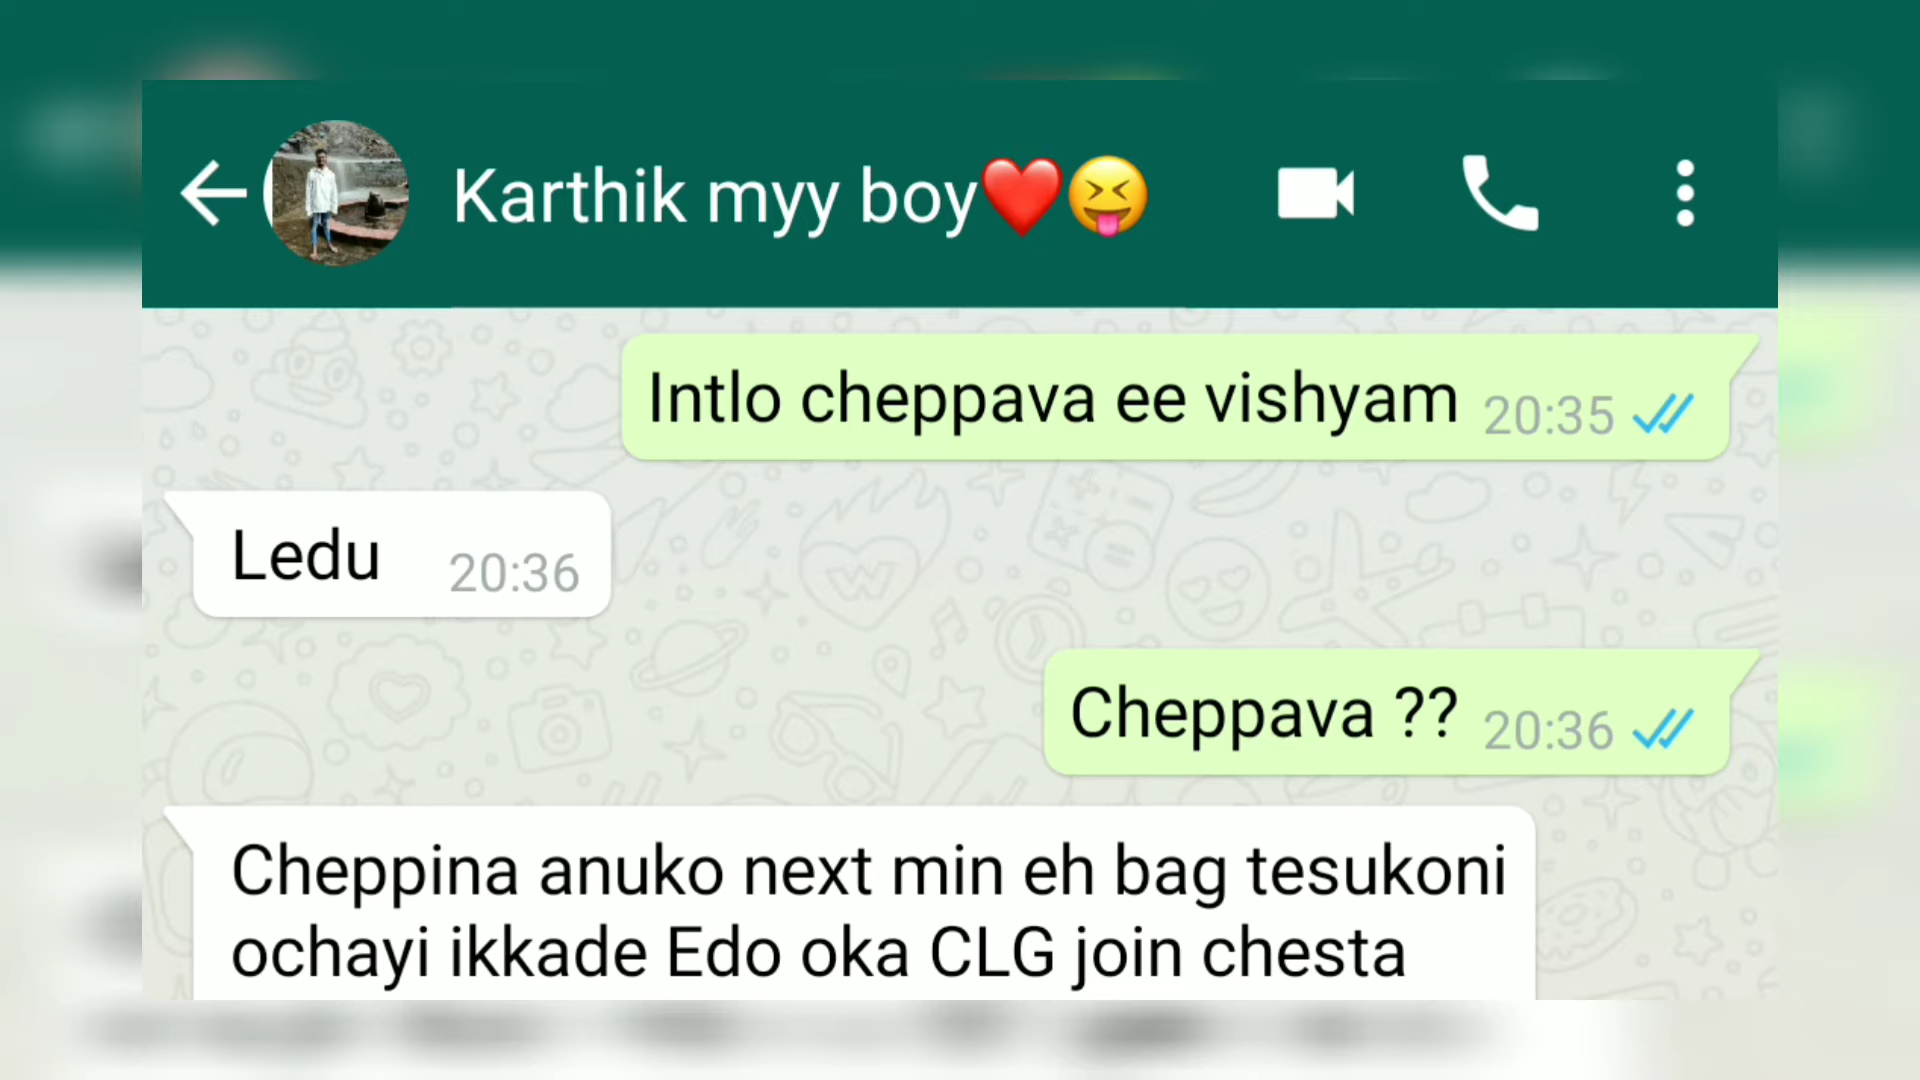 Karthik myy boy❤️😝
Intlo cheppava ee vishyam 20:35
Ledu 20:36
Cheppava ?? 20:36
Cheppina anuko next min eh bag tesukoni
ochayi ikkade Edo oka CLG join chesta